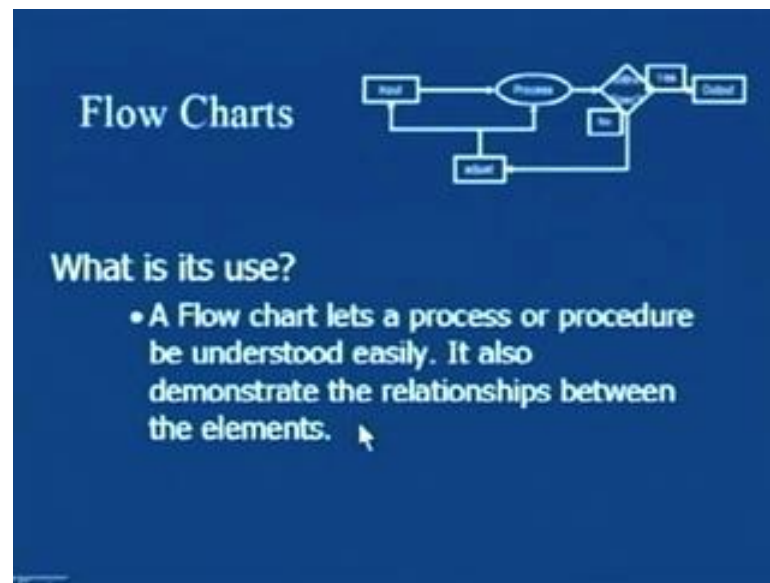 Flow Charts
Input
Process
Yes
Output
No
adjust
What is its use?
• A Flow chart lets a process or procedure
be understood easily. It also
demonstrate the relationships between
the elements.